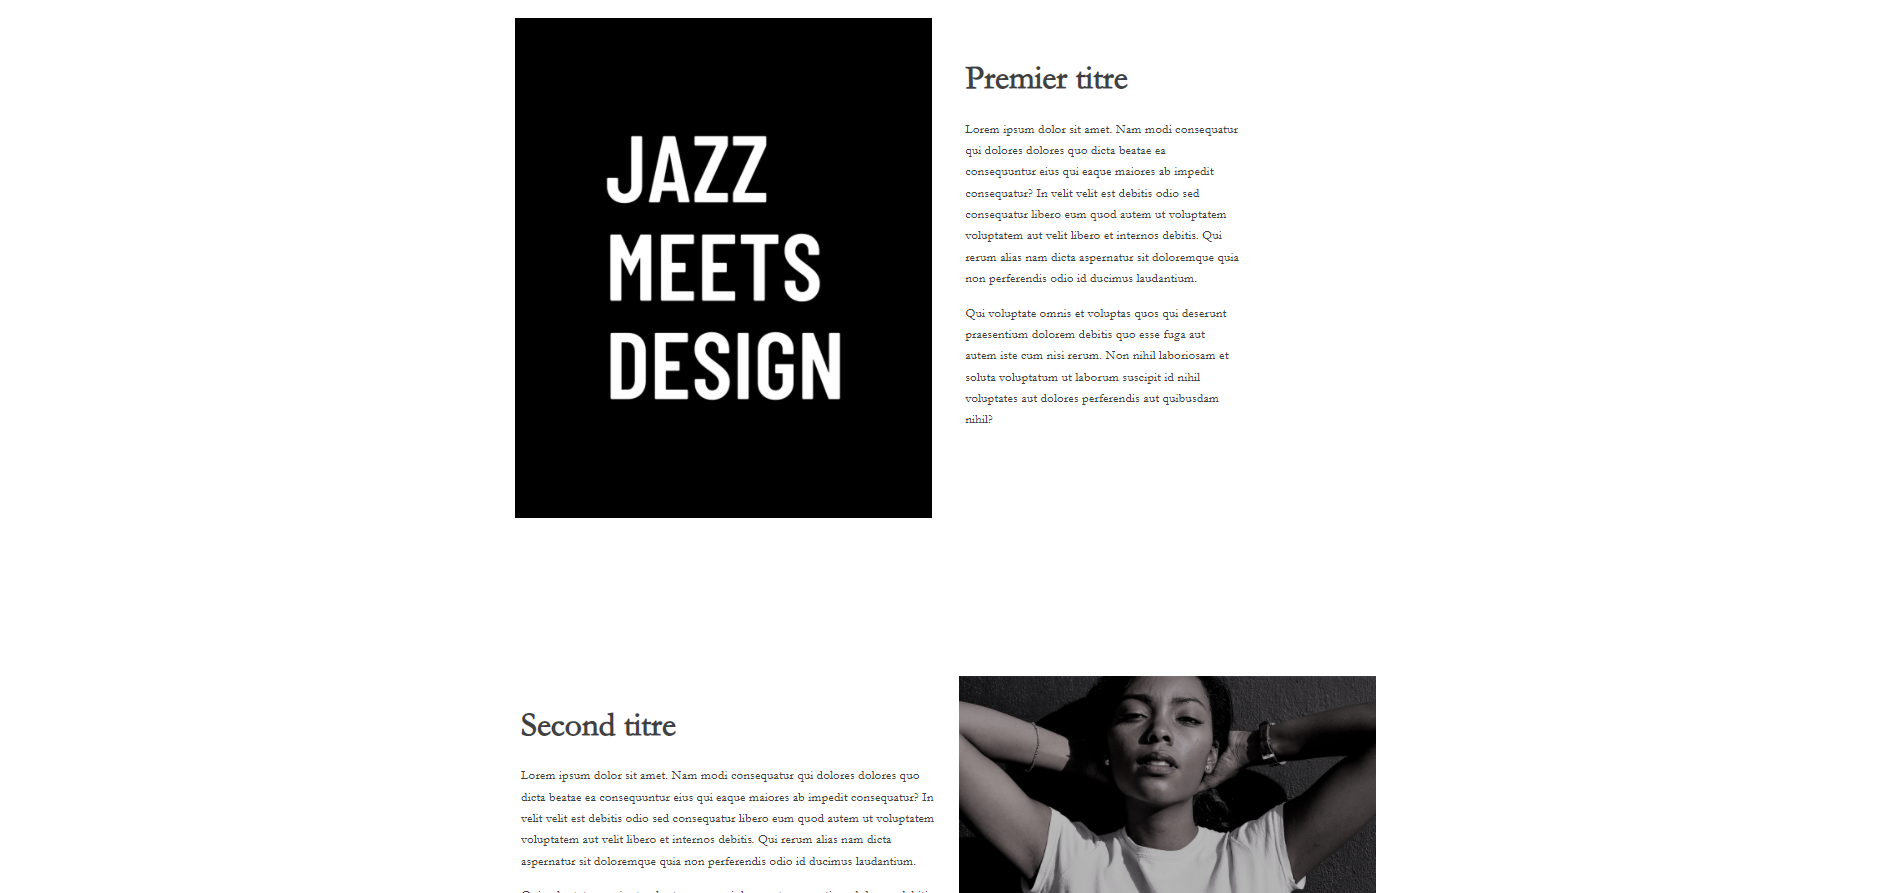 JAZZ
MEETS
DESIGN
Premier titre
Lorem ipsum dolor sit amet. Nam modi consequatur
qui dolores dolores quo dicta beatae ea
consequuntur eius qui eaque maiores ab impedit
consequatur? In velit velit est debitis odio sed
consequatur libero eum quod autem ut voluptatem
voluptatem aut velit libero et internos debitis. Qui
rerum alias nam dicta aspernatur sit doloremque quia
non perferendis odio id ducimus laudantium.
Qui voluptate omnis et voluptas quos qui deserunt
praesentium dolorem debitis quo esse fuga aut
autem iste cum nisi rerum. Non nihil laboriosam et
soluta voluptatum ut laborum suscipit id nihil
voluptates aut dolores perferendis aut quibusdam
nihil?
Second titre
Lorem ipsum dolor sit amet. Nam modi consequatur qui dolores dolores quo
dicta beatae ea consequuntur eius qui eaque maiores ab impedit consequatur? In
velit velit est debitis odio sed consequatur libero eum quod autem ut voluptatem
voluptatem aut velit libero et internos debitis. Qui rerum alias nam dicta
aspernatur sit doloremque quia non perferendis odio id ducimus laudantium.